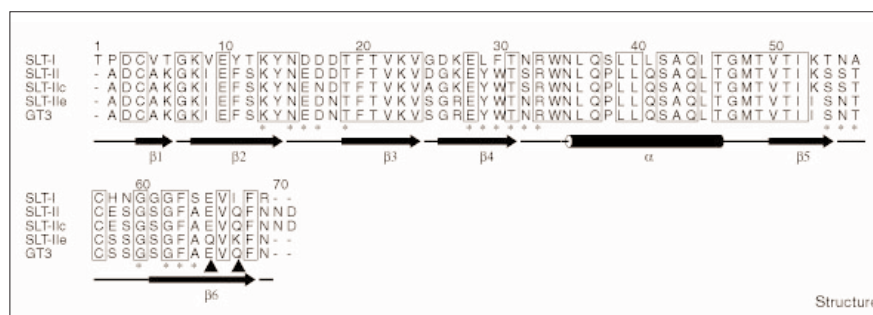 1 10 20 30 40 50
SLT-I T P D C V T G K V E Y T K Y N D D D T F T V K V G D K E L F T N R W N L Q S L L L S A Q I T G M T V T I K T N A
SLT-II - A D C A K G K I E F S K Y N E D D T F T V K V D G K E Y W T S R W N L Q P L L Q S A Q L T G M T V T I K S S T
SLT-IIc - A D C A K G K I E F S K Y N E N D T F T V K V A G K E Y W T S R W N L Q P L L Q S A Q L T G M T V T I K S S T
SLT-IIe - A D C A K G K I E F S K Y N E D N T F T V K V S G R E Y W T N R W N L Q P L L Q S A Q L T G M T V T I I S N T
GT3 - A D C A K G K I E F S K Y N E D N T F T V K V S G R E Y W T N R W N L Q P L L Q S A Q L T G M T V T I I S N T
β1 β2 β3 β4 α β5
60 70
SLT-I C H N G G G F S E V I F R - -
SLT-II C E S G S G F A E V Q F N N D
SLT-IIc C E S G S G F A E V Q F N N D
SLT-IIe C S S G S G F A Q V K F N - -
GT3 C S S G S G F A E V Q F N - -
β6
Structure